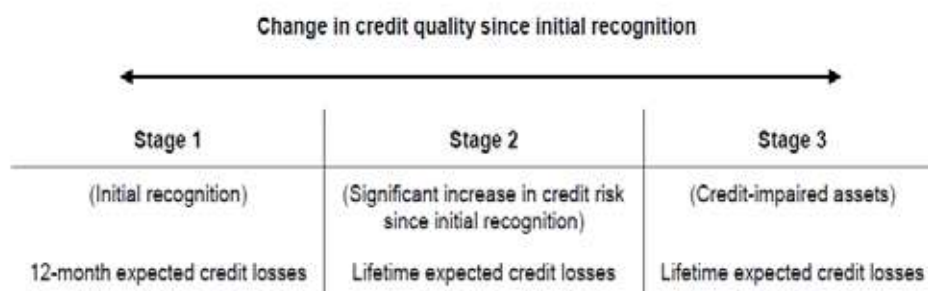 Change in credit quality since initial recognition
Stage 1
Stage 2
Stage 3
(Initial recognition)
(Significant increase in credit risk
since initial recognition)
(Credit-impaired assets)
12-month expected credit losses
Lifetime expected credit losses
Lifetime expected credit losses